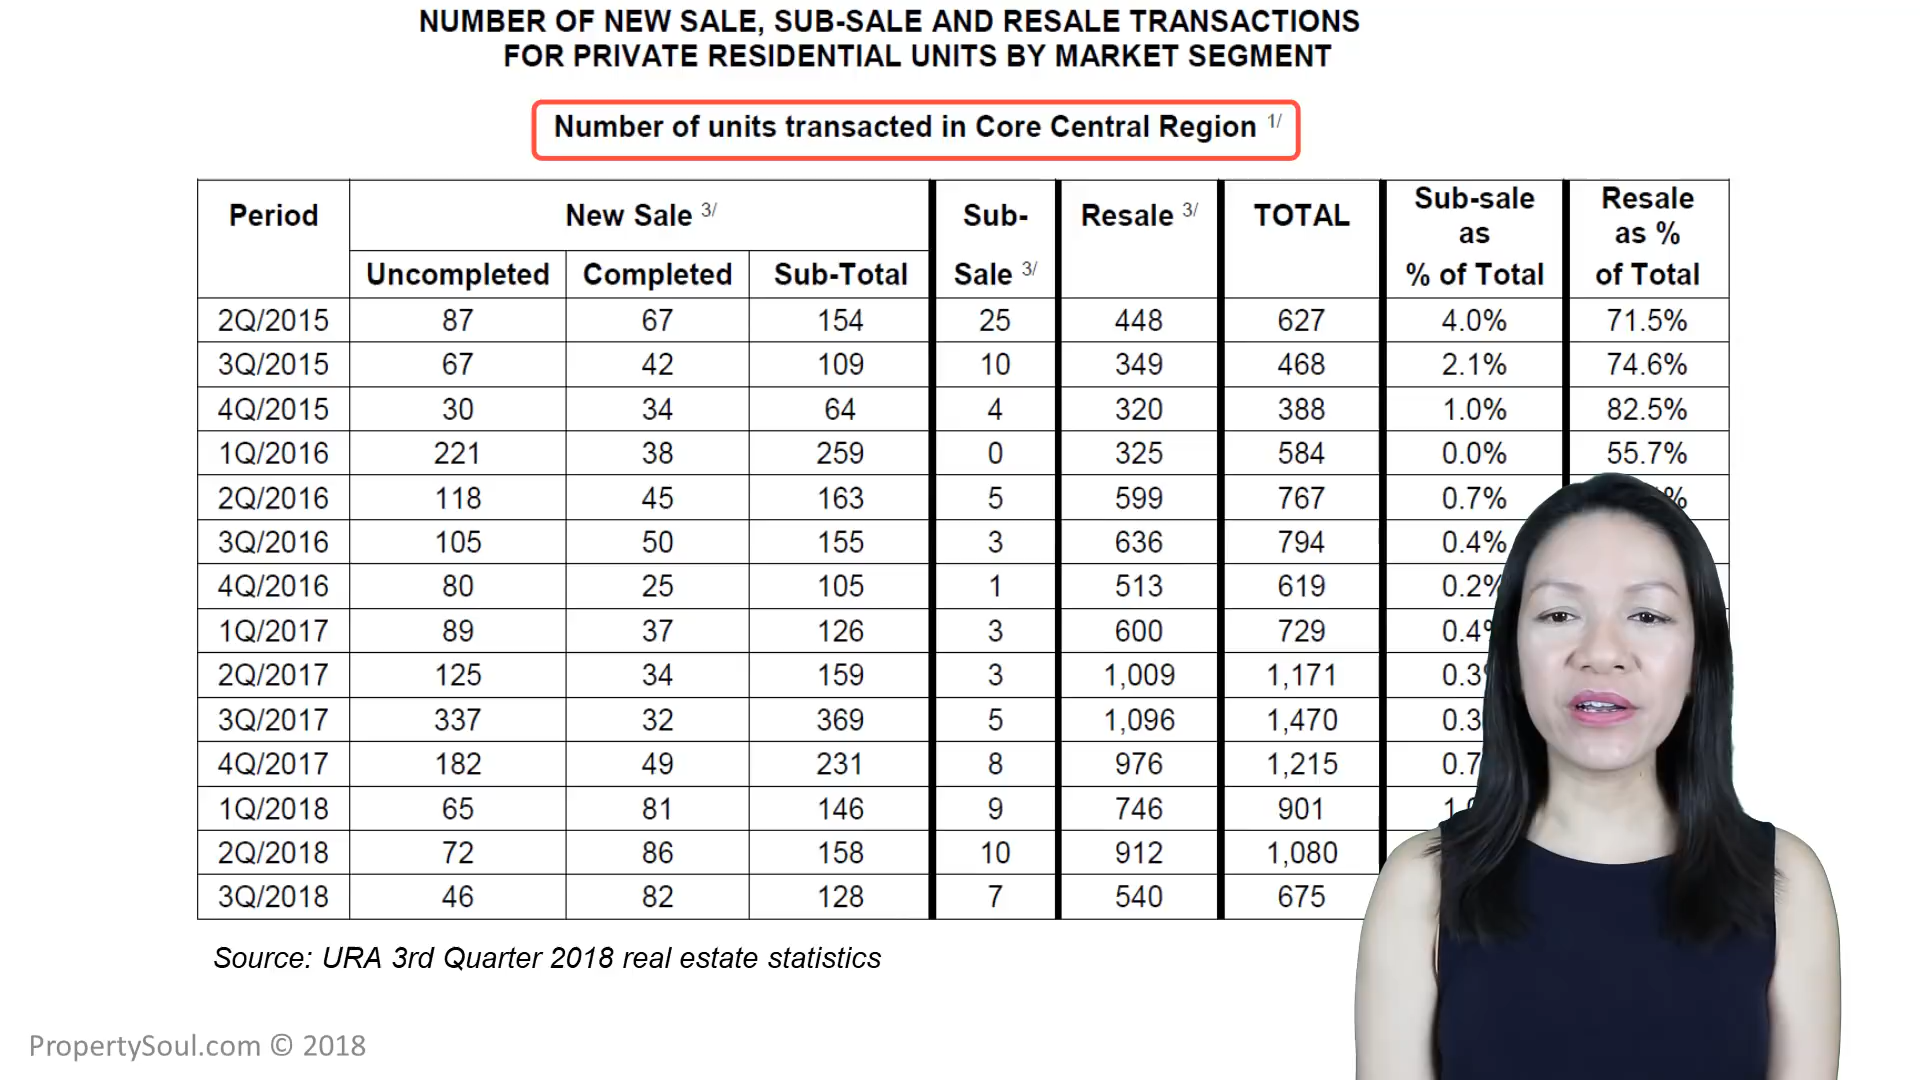 NUMBER OF NEW SALE, SUB-SALE AND RESALE TRANSACTIONS
FOR PRIVATE RESIDENTIAL UNITS BY MARKET SEGMENT
Number of units transacted in Core Central Region 1/
Period New Sale 3/ Sub-Sale 3/ Resale 3/ TOTAL Sub-sale as % of Total Resale as % of Total
Uncompleted Completed Sub-Total
2Q/2015 87 67 154 25 448 627 4.0% 71.5%
3Q/2015 67 42 109 10 349 468 2.1% 74.6%
4Q/2015 30 34 64 4 320 388 1.0% 82.5%
1Q/2016 221 38 259 0 325 584 0.0% 55.7%
2Q/2016 118 45 163 5 599 767 0.7%
3Q/2016 105 50 155 3 636 794 0.4%
4Q/2016 80 25 105 1 513 619 0.2%
1Q/2017 89 37 126 3 600 729
2Q/2017 125 34 159 3 1,009 1,171
3Q/2017 337 32 369 5 1,096 1,470
4Q/2017 182 49 231 8 976 1,215
1Q/2018 65 81 146 9 746 901
2Q/2018 72 86 158 10 912 1,080
3Q/2018 46 82 128 7 540 675
Source: URA 3rd Quarter 2018 real estate statistics
PropertySoul.com © 2018